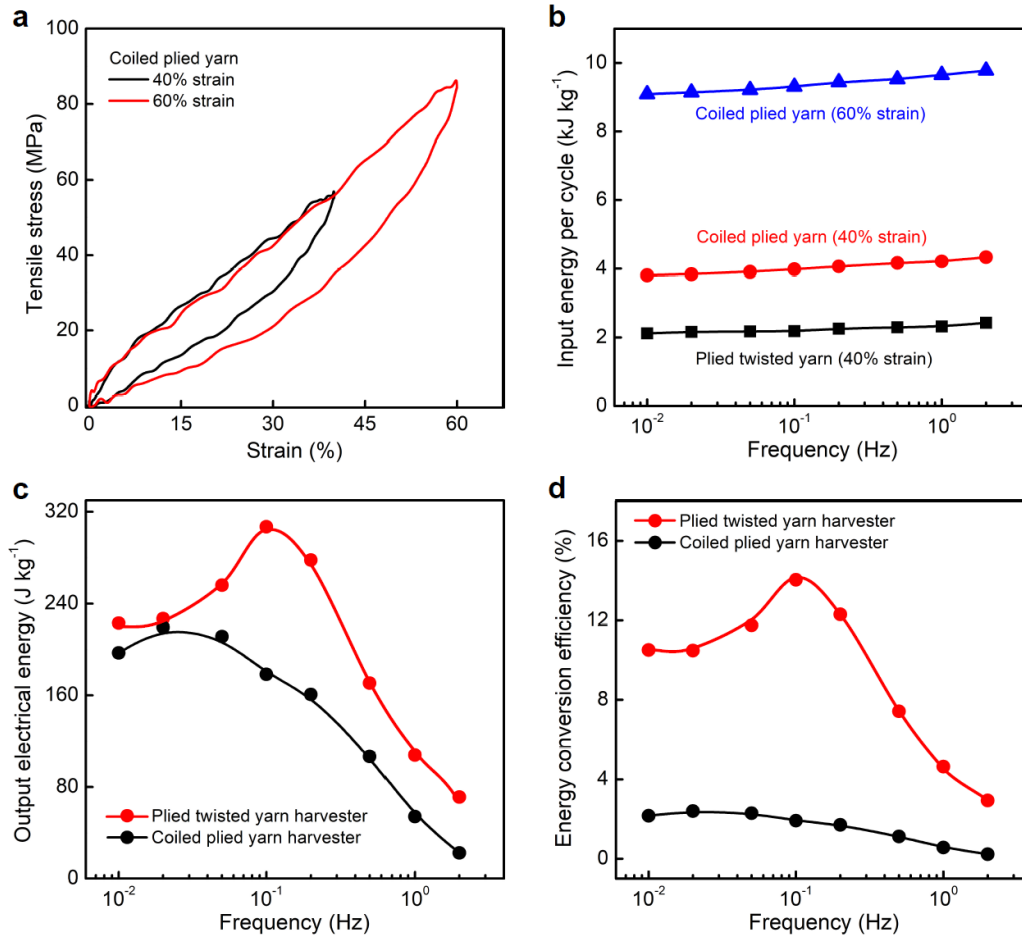 a
Coiled plied yarn
40% strain
60% strain
Tensile stress (MPa)
100
80
60
40
20
0
0 15 30 45 60
Strain (%)
b
Input energy per cycle (kJ kg⁻¹)
10
8
6
4
2
0
Coiled plied yarn (60% strain)
Coiled plied yarn (40% strain)
Plied twisted yarn (40% strain)
10⁻² 10⁻¹ 10⁰
Frequency (Hz)
c
Output electrical energy (J kg⁻¹)
320
240
160
80
0
Plied twisted yarn harvester
Coiled plied yarn harvester
10⁻² 10⁻¹ 10⁰
Frequency (Hz)
d
Energy conversion efficiency (%)
16
12
8
4
0
Plied twisted yarn harvester
Coiled plied yarn harvester
10⁻² 10⁻¹ 10⁰
Frequency (Hz)